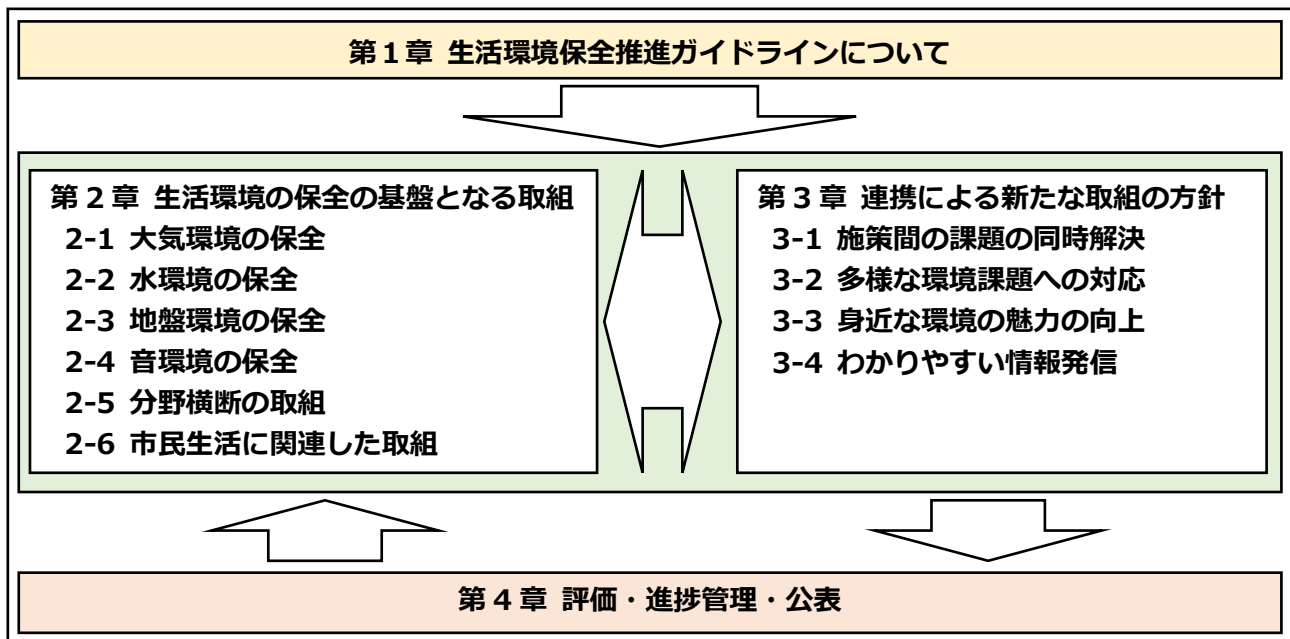 第1章 生活環境保全推進ガイドラインについて
第2章 生活環境の保全の基盤となる取組
2-1 大気環境の保全
2-2 水環境の保全
2-3 地盤環境の保全
2-4 音環境の保全
2-5 分野横断の取組
2-6 市民生活に関連した取組
第3章 連携による新たな取組の方針
3-1 施策間の課題の同時解決
3-2 多様な環境課題への対応
3-3 身近な環境の魅力の向上
3-4 わかりやすい情報発信
第4章 評価・進捗管理・公表